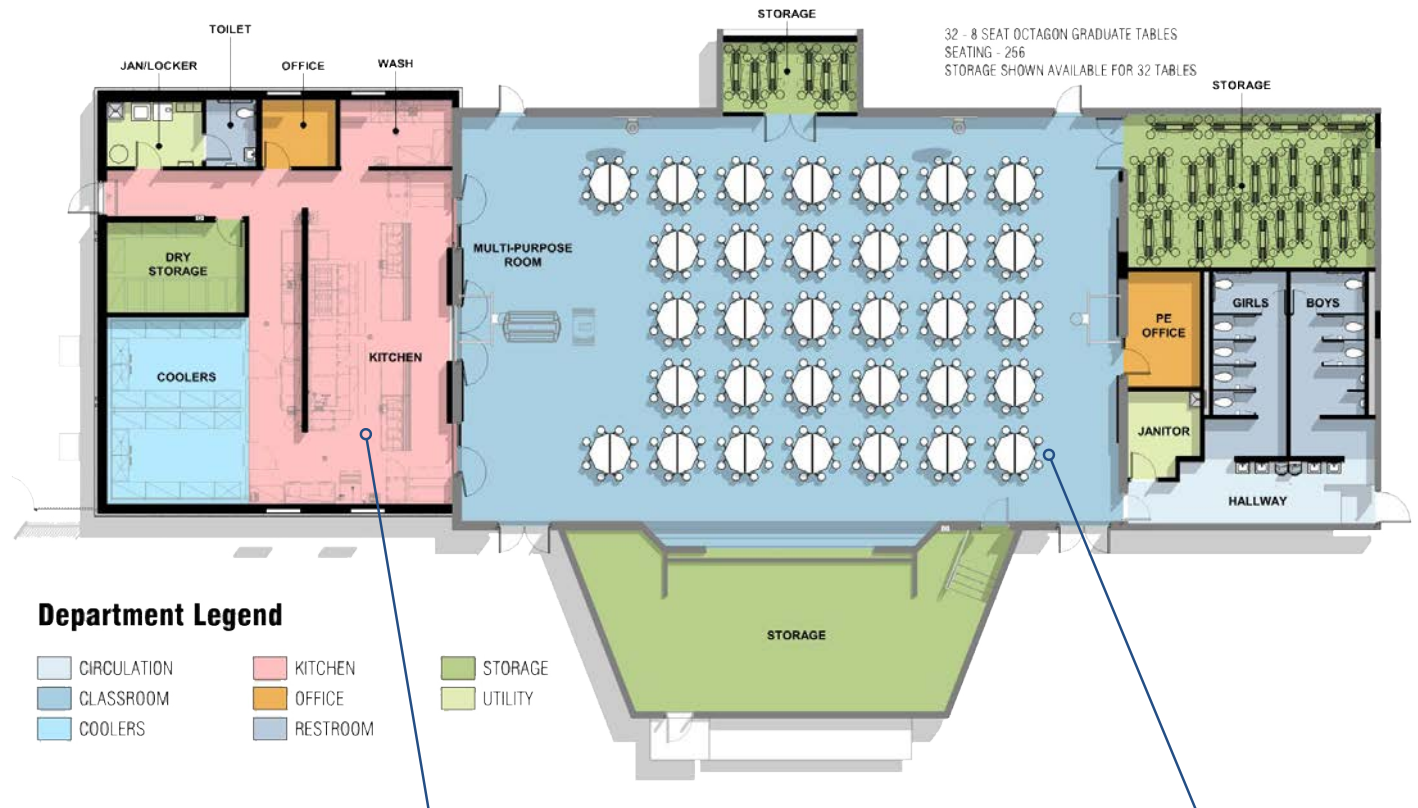 STORAGE
TOILET
32 - 8 SEAT OCTAGON GRADUATE TABLES
SEATING - 256
STORAGE SHOWN AVAILABLE FOR 32 TABLES
JAN/LOCKER
OFFICE
WASH
STORAGE
MULTI-PURPOSE
ROOM
DRY
STORAGE
GIRLS
BOYS
PE
OFFICE
KITCHEN
COOLERS
JANITOR
HALLWAY
Department Legend
STORAGE
CIRCULATION
KITCHEN
STORAGE
CLASSROOM
OFFICE
UTILITY
COOLERS
RESTROOM